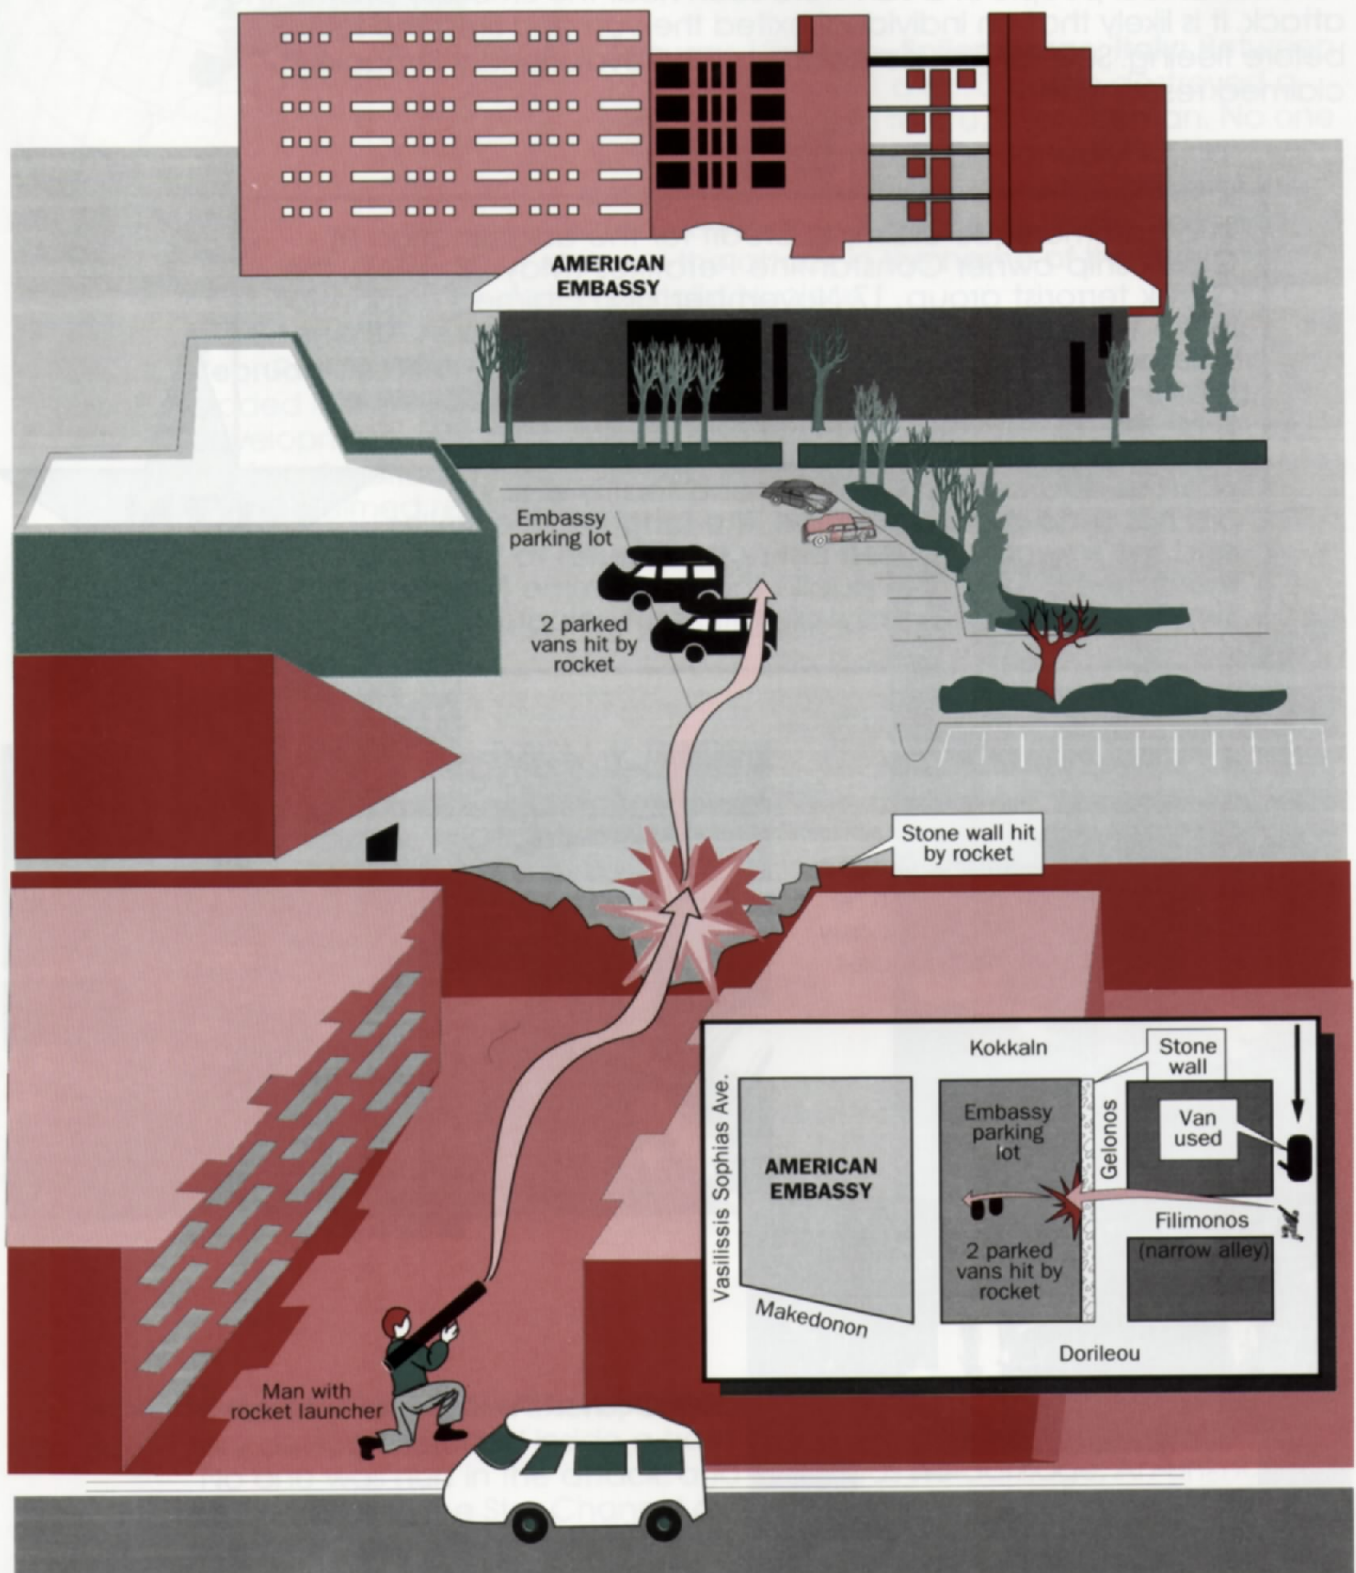 AMERICAN
EMBASSY
Embassy
parking lot
2 parked
vans hit by
rocket
Stone wall hit
by rocket
Man with
rocket launcher
Kokkaln
Stone
wall
Vasilissis Sophias Ave.
AMERICAN
EMBASSY
Embassy
parking
lot
Gelonos
Van
used
Filimonos
(narrow alley)
2 parked
vans hit by
rocket
Makedonon
Dorileou